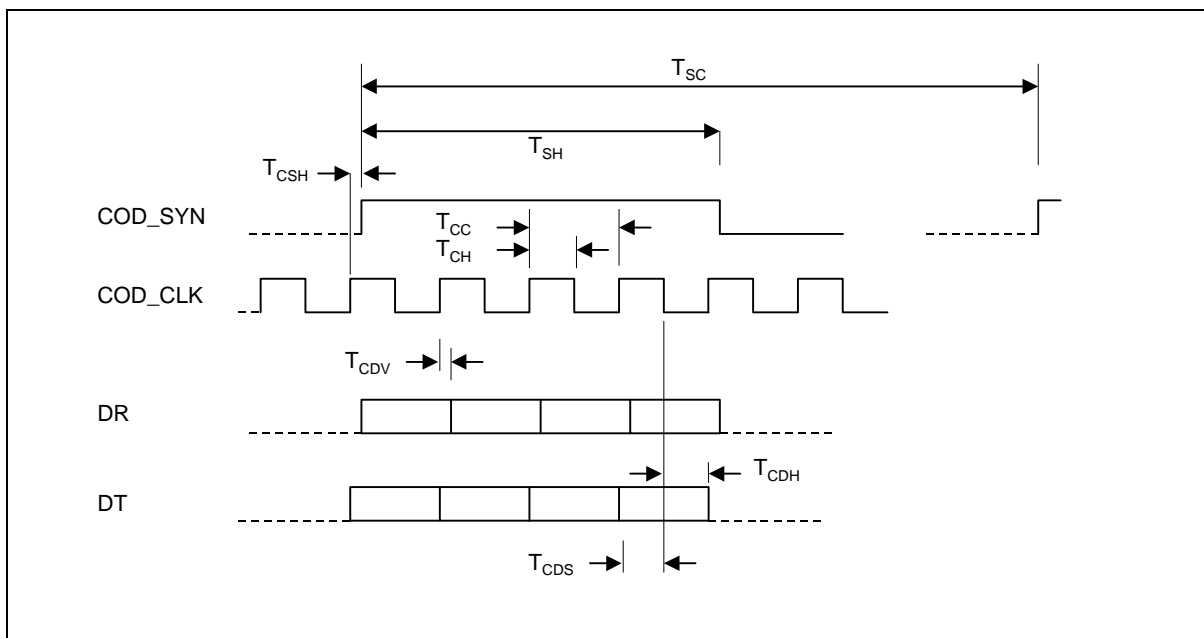 T_SC
T_SH
T_CSH
COD_SYN
T_CC
T_CH
COD_CLK
T_CDV
DR
T_CDH
DT
T_CDS